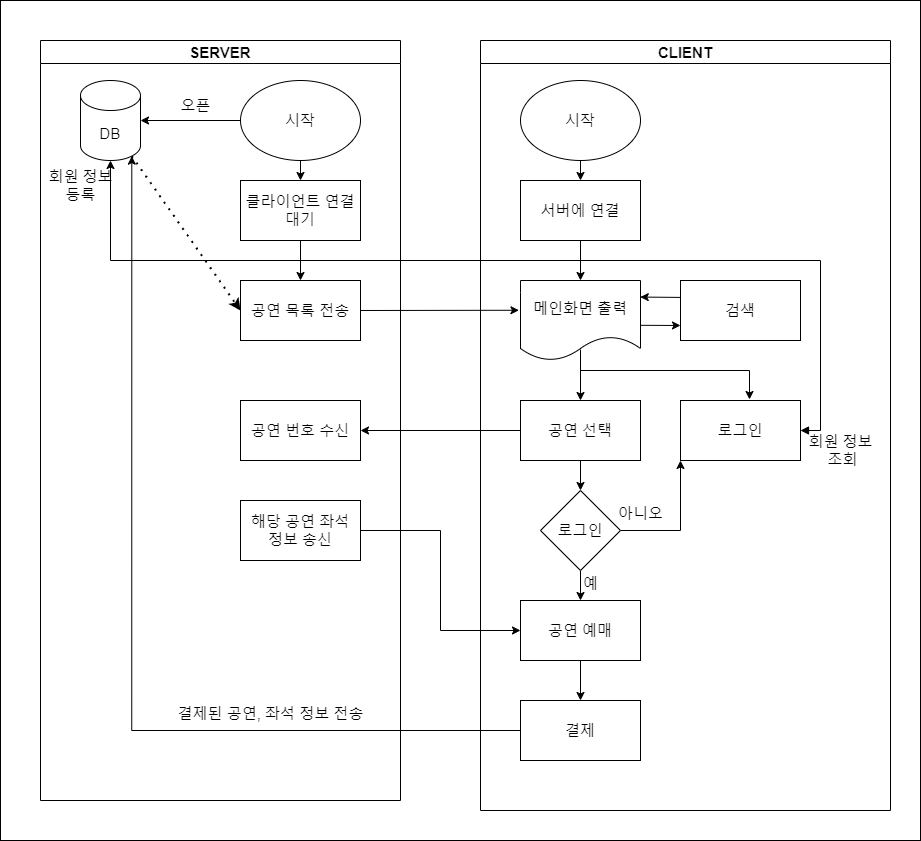 SERVER
CLIENT
오픈
시작
시작
DB
회원 정보
등록
클라이언트 연결
대기
서버에 연결
공연 목록 전송
메인화면 출력
검색
공연 번호 수신
공연 선택
로그인
회원 정보
조회
해당 공연 좌석
정보 송신
로그인
아니오
예
공연 예매
결제된 공연, 좌석 정보 전송
결제